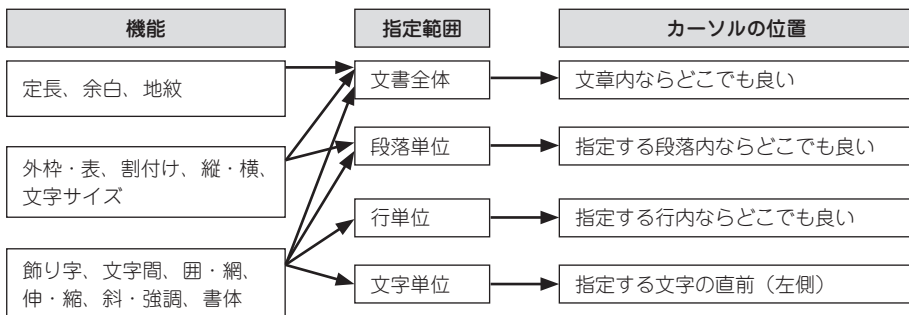 機能
指定範囲
カーソルの位置
定長、余白、地紋
文書全体
文章内ならどこでも良い
外枠・表、割付け、縦・横、
文字サイズ
段落単位
指定する段落内ならどこでも良い
行単位
指定する行内ならどこでも良い
飾り字、文字間、囲・網、
伸・縮、斜・強調、書体
文字単位
指定する文字の直前（左側）